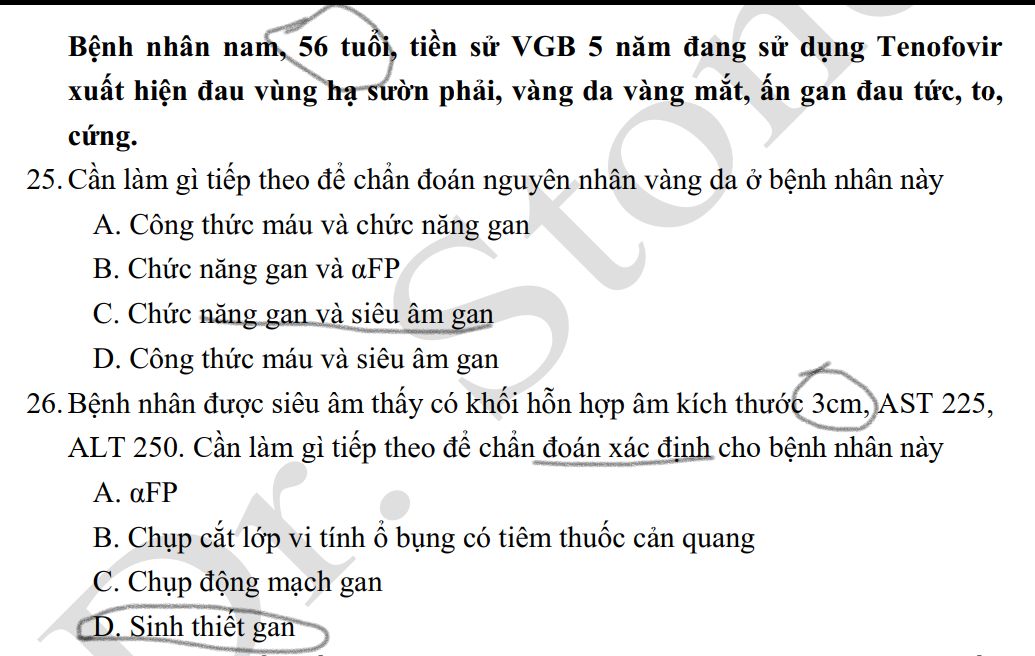 Bệnh nhân nam, 56 tuổi, tiền sử VGB 5 năm đang sử dụng Tenofovir
xuất hiện đau vùng hạ sườn phải, vàng da vàng mắt, ấn gan đau tức, to,
cứng.
25. Cần làm gì tiếp theo để chẩn đoán nguyên nhân vàng da ở bệnh nhân này
A. Công thức máu và chức năng gan
B. Chức năng gan và αFP
C. Chức năng gan và siêu âm gan
D. Công thức máu và siêu âm gan
26. Bệnh nhân được siêu âm thấy có khối hỗn hợp âm kích thước 3cm, AST 225,
ALT 250. Cần làm gì tiếp theo để chẩn đoán xác định cho bệnh nhân này
A. αFP
B. Chụp cắt lớp vi tính ổ bụng có tiêm thuốc cản quang
C. Chụp động mạch gan
D. Sinh thiết gan
Dr. Ston